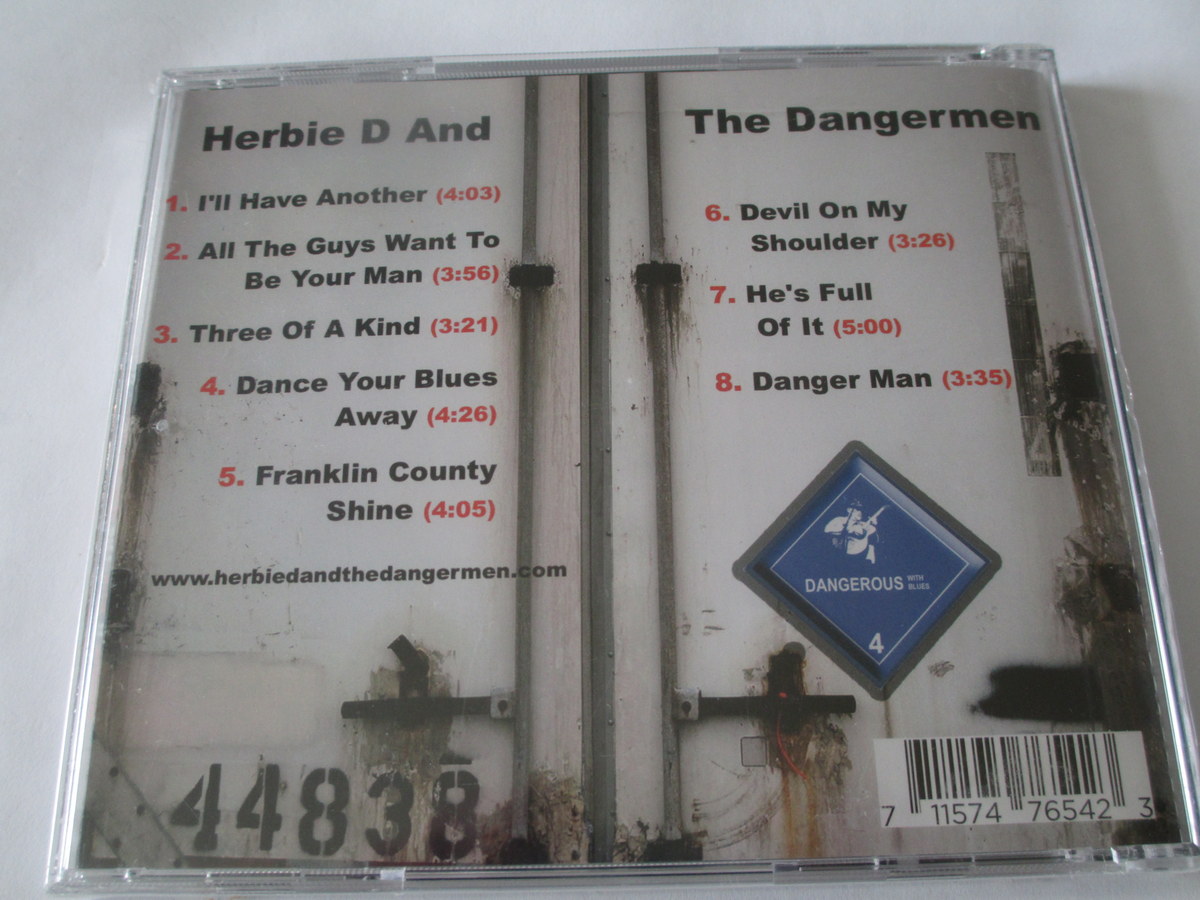 Herbie D And
1. I'll Have Another (4:03)
2. All The Guys Want To
Be Your Man (3:56)
3. Three Of A Kind (3:21)
4. Dance Your Blues
Away (4:26)
5. Franklin County
Shine (4:05)
www.herbiedandthedangermen.com
44838
The Dangermen
6. Devil On My
Shoulder (3:26)
7. He's Full
Of It (5:00)
8. Danger Man (3:35)
DANGEROUS WITH BLUES
4
7 11574 76542 3